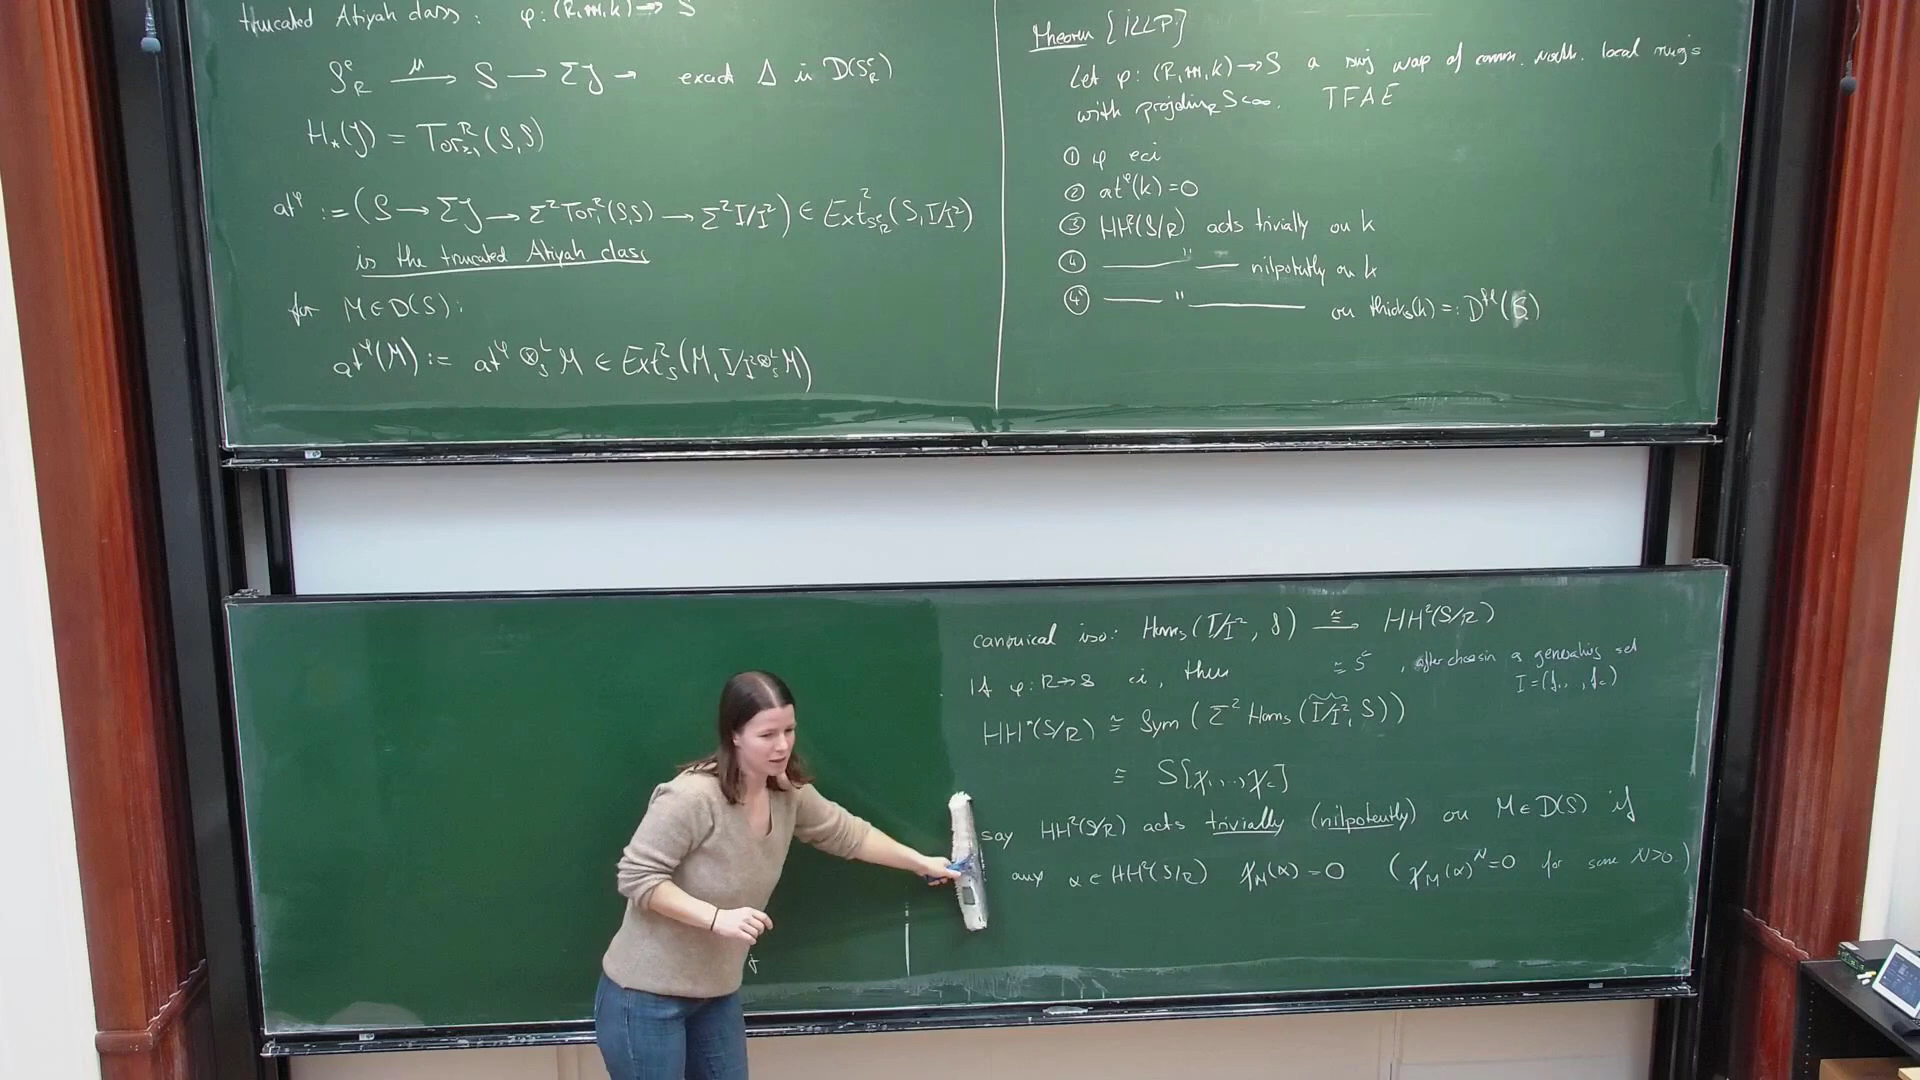 truncated Atiyah class: φ: (R,m,k) ↠ S
S^e_R →^μ S → ΣJ → exact Δ in D(S^e_R)
H_*(J) = Tor^R_{≥1}(S,S)
at^φ := (S → ΣJ → Σ²Tor^R_1(S,S) → Σ²I/I²) ∈ Ext²_{S^e_R}(S, I/I²)
is the truncated Atiyah class
for M ∈ D(S):
at^φ(M) := at^φ ⊗^L_S M ∈ Ext²_S(M, I/I² ⊗^L_S M)
Theorem [ILLP]
Let φ: (R,m,k) ↠ S a surj map of comm. noeth. local rings
with projdim_R S < ∞. TFAE
① φ eci
② at^φ(k) = 0
③ HH²(S/R) acts trivially on k
④ —— " —— nilpotently on k
④' —— " —— on thick_S(k) =: D^{fl}(S)
canonical iso: Hom_S(I/I², S) →^≅ HH²(S/R)
If φ: R ↠ S ci, then ≅ S^c, after choosin a generating set
I = (f_1, .., f_c)
HH^*(S/R) ≅ Sym(Σ² Hom_S(I/I², S))
≅ S[χ_1, .., χ_c]
say HH²(S/R) acts trivially (nilpotently) on M ∈ D(S) if
any α ∈ HH²(S/R) χ_M(α) = 0 (χ_M(α)^N = 0 for some N>0.)